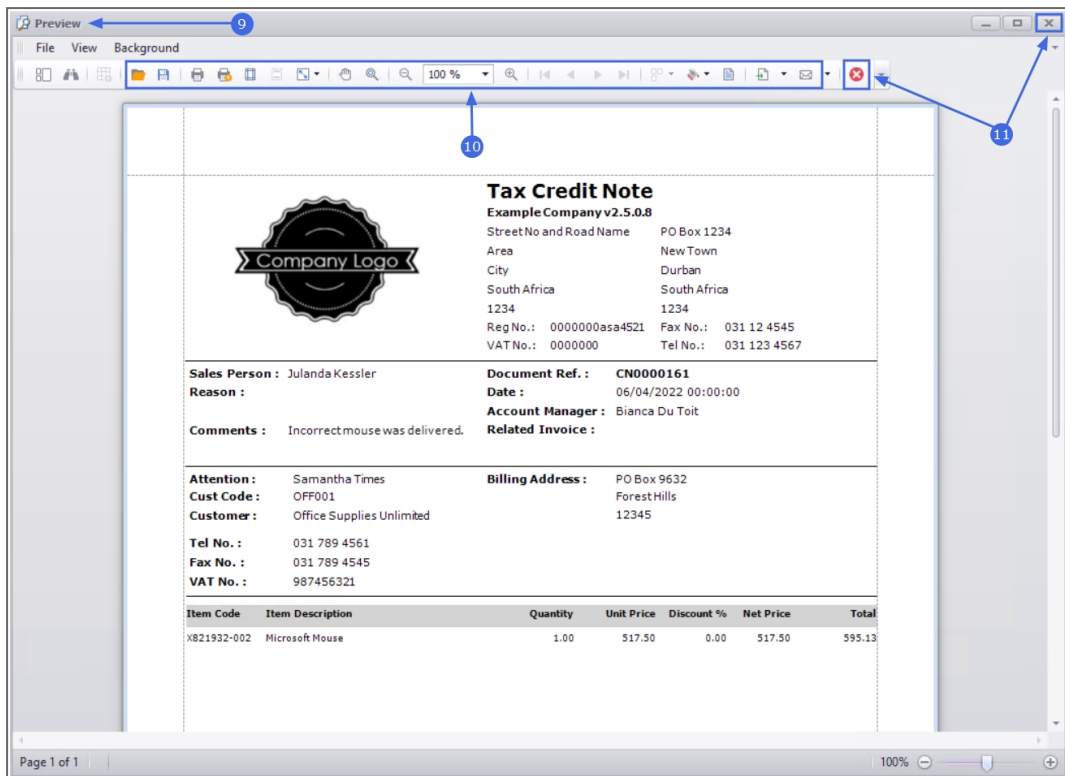 Preview 9
File View Background
100 %
10
11
Tax Credit Note
Example Company v2.5.0.8
Company Logo
Street No and Road Name PO Box 1234
Area New Town
City Durban
South Africa South Africa
1234 1234
Reg No.: 0000000asa4521 Fax No.: 031 12 4545
VAT No.: 0000000 Tel No.: 031 123 4567
Sales Person : Julanda Kessler Document Ref. : CN0000161
Reason : Date : 06/04/2022 00:00:00
Account Manager : Bianca Du Toit
Comments : Incorrect mouse was delivered. Related Invoice :
Attention : Samantha Times Billing Address : PO Box 9632
Cust Code : OFF001 Forest Hills
Customer : Office Supplies Unlimited 12345
Tel No. : 031 789 4561
Fax No. : 031 789 4545
VAT No. : 987456321
Item Code Item Description Quantity Unit Price Discount % Net Price Total
X821932-002 Microsoft Mouse 1.00 517.50 0.00 517.50 595.13
Page 1 of 1 100%